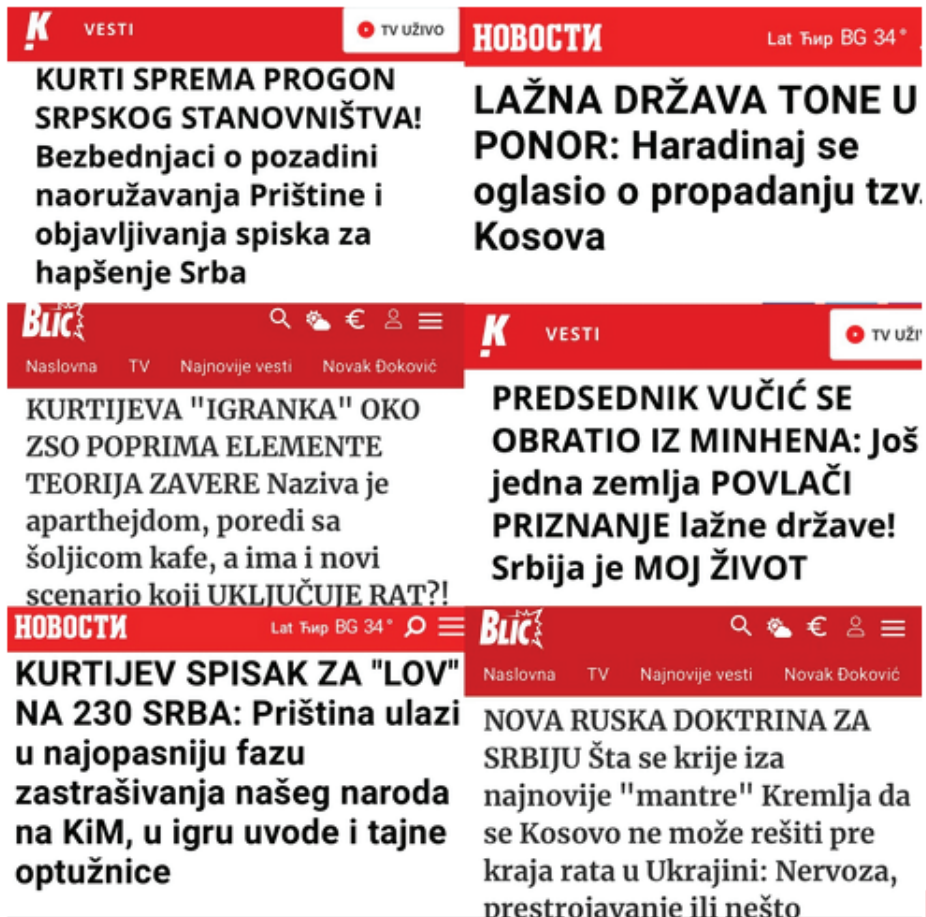 K VESTI TV UŽIVO
KURTI SPREMA PROGON
SRPSKOG STANOVNIŠTVA!
Bezbednjaci o pozadini
naoružavanja Prištine i
objavljivanja spiska za
hapšenje Srba
НОВОСТИ Lat Ћир BG 34°
LAŽNA DRŽAVA TONE U
PONOR: Haradinaj se
oglasio o propadanju tzv.
Kosova
BLIC €
Naslovna TV Najnovije vesti Novak Đoković
KURTIJEVA "IGRANKA" OKO
ZSO POPRIMA ELEMENTE
TEORIJA ZAVERE Naziva je
aparthejdom, poredi sa
šoljicom kafe, a ima i novi
scenario koji UKLJUČUJE RAT?!
K VESTI TV UŽI
PREDSEDNIK VUČIĆ SE
OBRATIO IZ MINHENA: Još
jedna zemlja POVLAČI
PRIZNANJE lažne države!
Srbija je MOJ ŽIVOT
НОВОСТИ Lat Ћир BG 34°
KURTIJEV SPISAK ZA "LOV"
NA 230 SRBA: Priština ulazi
u najopasniju fazu
zastrašivanja našeg naroda
na KiM, u igru uvode i tajne
optužnice
BLIC €
Naslovna TV Najnovije vesti Novak Đoković
NOVA RUSKA DOKTRINA ZA
SRBIJU Šta se krije iza
najnovije "mantre" Kremlja da
se Kosovo ne može rešiti pre
kraja rata u Ukrajini: Nervoza,
prestrojavanje ili nešto